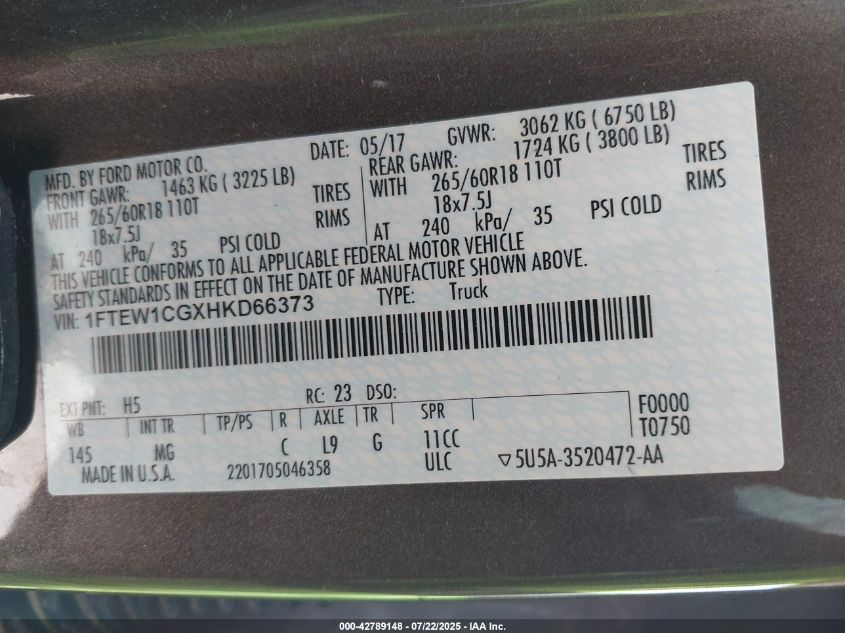 MFD. BY FORD MOTOR CO.
DATE: 05/17
GVWR: 3062 KG ( 6750 LB)
FRONT GAWR: 1463 KG ( 3225 LB)
WITH 265/60R18 110T TIRES
18x7.5J RIMS
AT 240 kPa/ 35 PSI COLD
REAR GAWR: 1724 KG ( 3800 LB)
WITH 265/60R18 110T TIRES
18x7.5J RIMS
AT 240 kPa/ 35 PSI COLD
THIS VEHICLE CONFORMS TO ALL APPLICABLE FEDERAL MOTOR VEHICLE
SAFETY STANDARDS IN EFFECT ON THE DATE OF MANUFACTURE SHOWN ABOVE.
VIN: 1FTEW1CGXHKD66373 TYPE: Truck
EXT PNT: H5 RC: 23 DSO:
WB INT TR TP/PS R AXLE TR SPR
145 MG C L9 G 11CC
ULC
F0000
T0750
MADE IN U.S.A. 2201705046358 ▽5U5A-3520472-AA
000-42789148 - 07/22/2025 - IAA Inc.